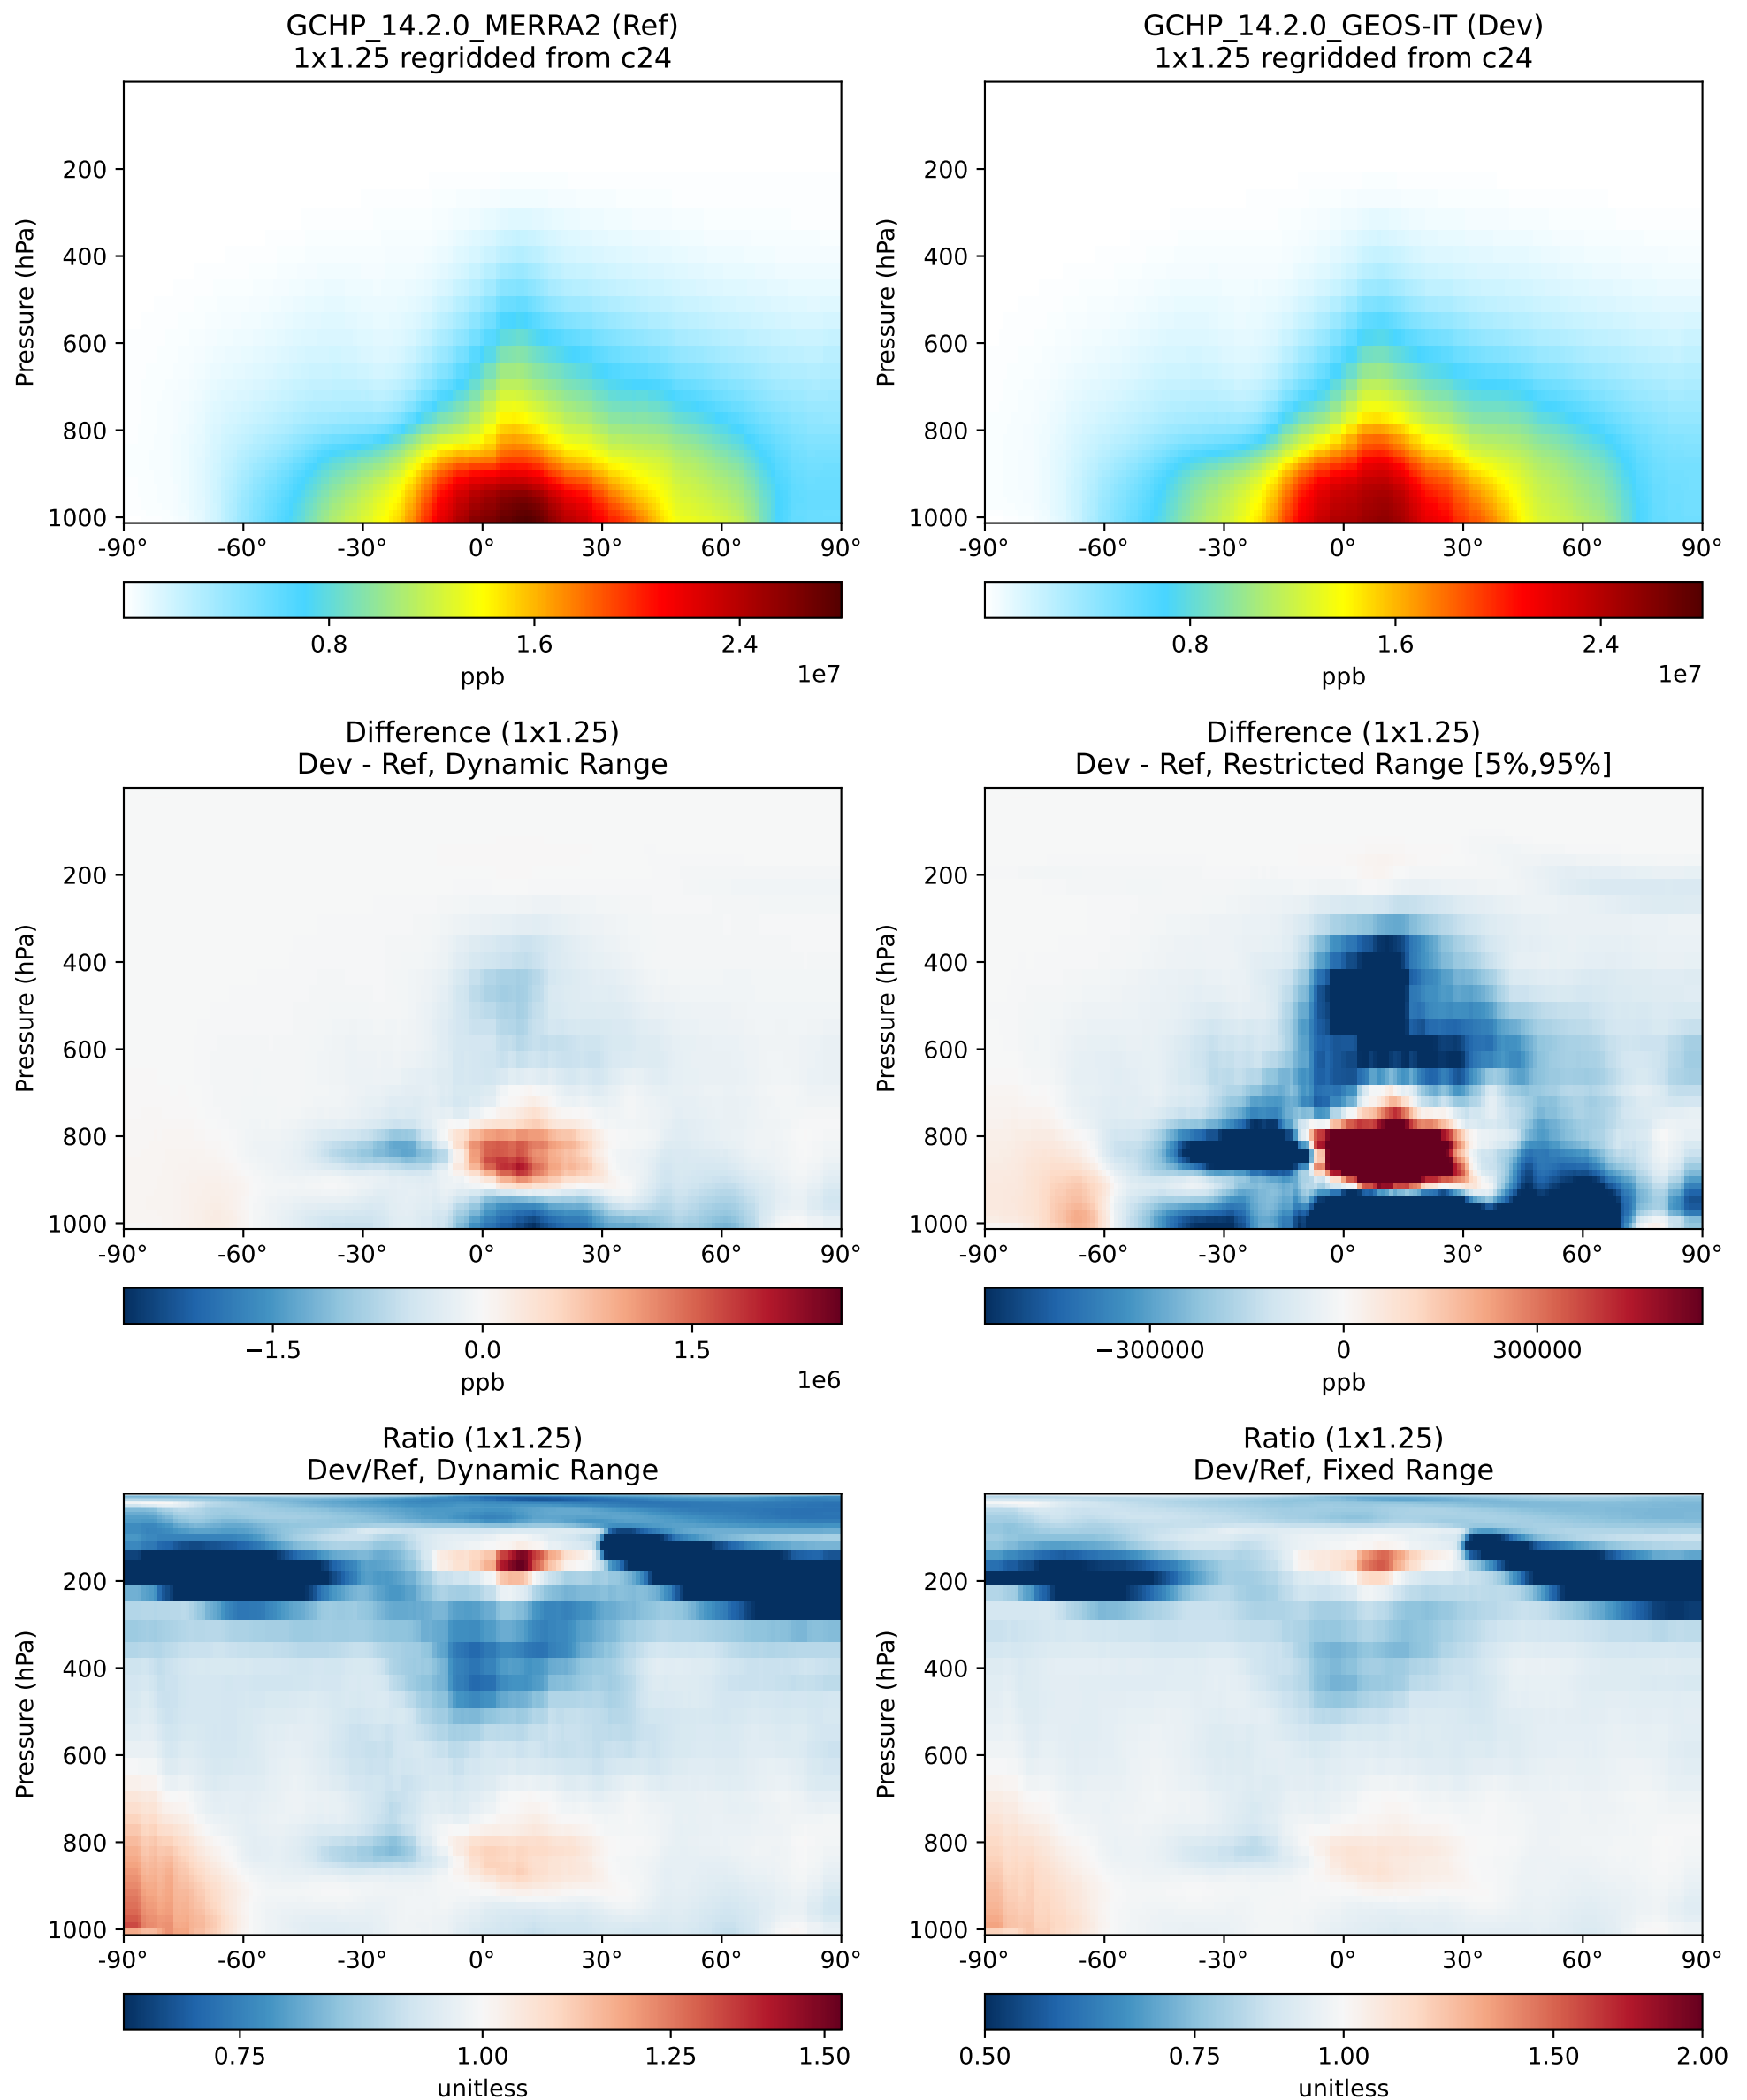 GCHP_14.2.0_MERRA2 (Ref)
1x1.25 regridded from c24
Pressure (hPa)
200
400
600
800
1000
-90° -60° -30° 0° 30° 60° 90°
0.8 1.6 2.4
1e7
ppb
GCHP_14.2.0_GEOS-IT (Dev)
1x1.25 regridded from c24
Pressure (hPa)
200
400
600
800
1000
-90° -60° -30° 0° 30° 60° 90°
0.8 1.6 2.4
1e7
ppb
Difference (1x1.25)
Dev - Ref, Dynamic Range
Pressure (hPa)
200
400
600
800
1000
-90° -60° -30° 0° 30° 60° 90°
−1.5 0.0 1.5
1e6
ppb
Difference (1x1.25)
Dev - Ref, Restricted Range [5%,95%]
Pressure (hPa)
200
400
600
800
1000
-90° -60° -30° 0° 30° 60° 90°
−300000 0 300000
ppb
Ratio (1x1.25)
Dev/Ref, Dynamic Range
Pressure (hPa)
200
400
600
800
1000
-90° -60° -30° 0° 30° 60° 90°
0.75 1.00 1.25 1.50
unitless
Ratio (1x1.25)
Dev/Ref, Fixed Range
Pressure (hPa)
200
400
600
800
1000
-90° -60° -30° 0° 30° 60° 90°
0.50 0.75 1.00 1.50 2.00
unitless